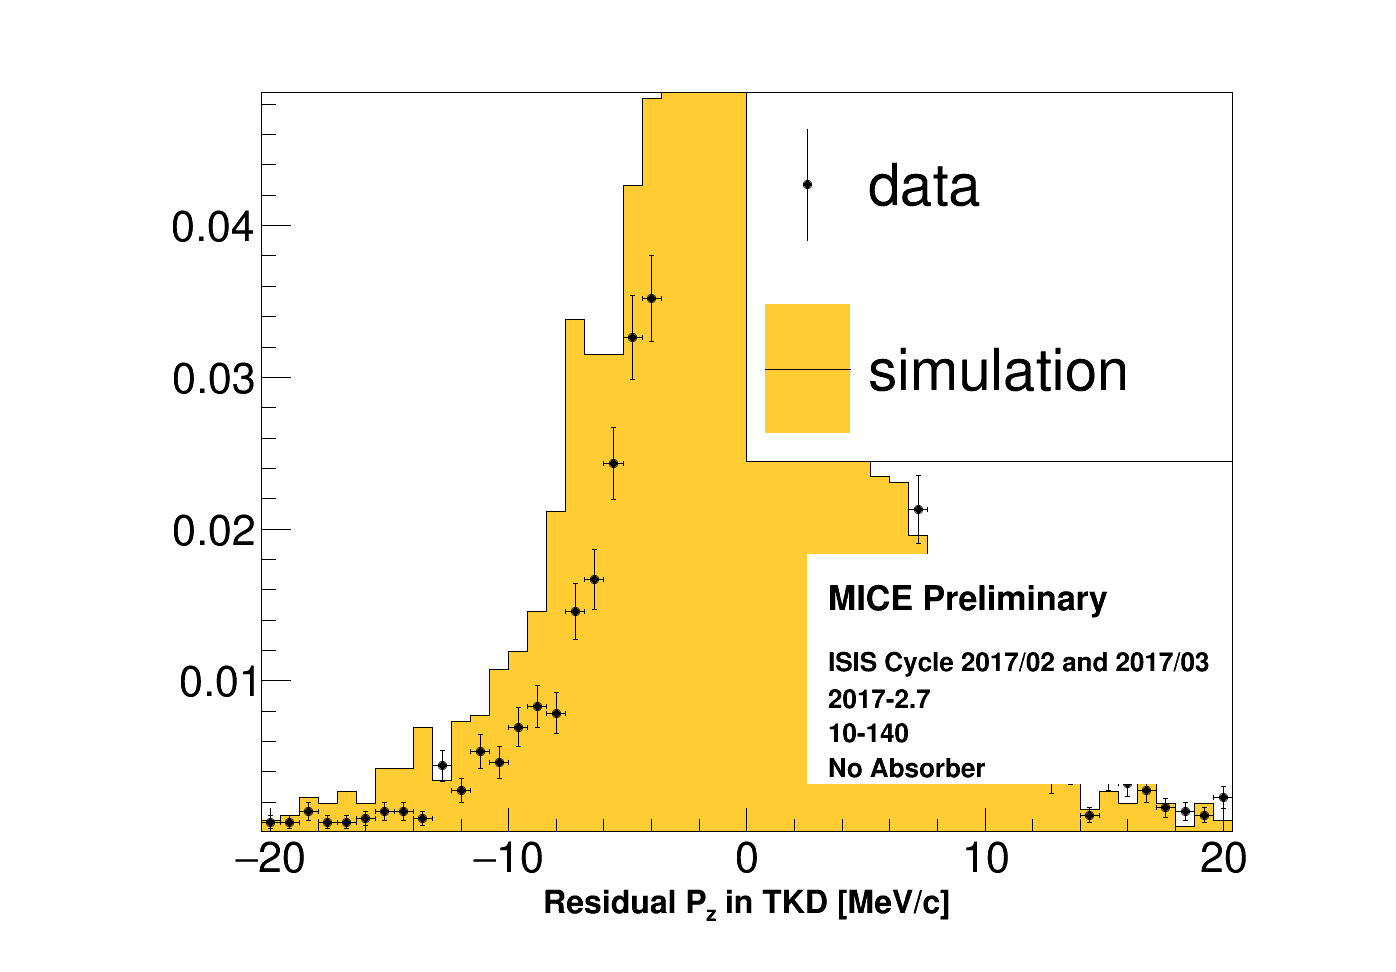 data
0.04
simulation
0.03
0.02
MICE Preliminary
ISIS Cycle 2017/02 and 2017/03
0.01
2017-2.7
10-140
No Absorber
−20 −10 0 10 20
Residual Pz in TKD [MeV/c]